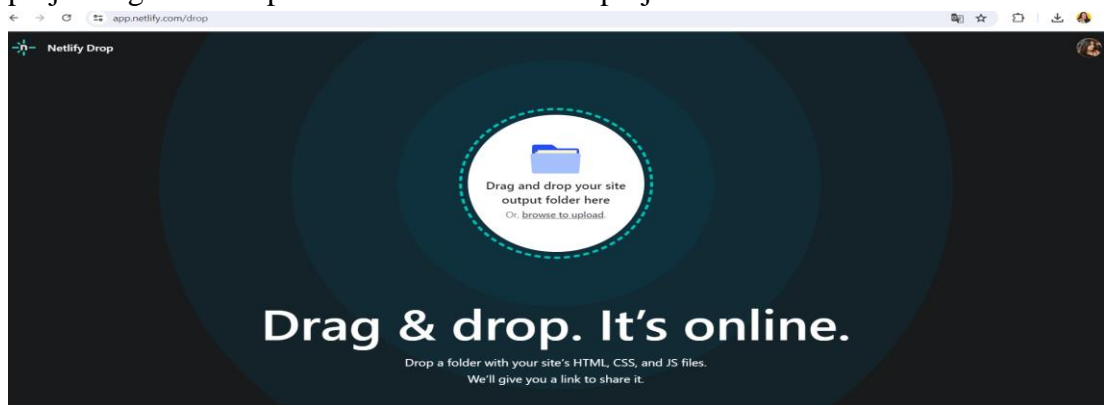 app.netlify.com/drop
Netlify Drop
Drag and drop your site
output folder here
Or, browse to upload.
Drag & drop. It's online.
Drop a folder with your site's HTML, CSS, and JS files.
We'll give you a link to share it.